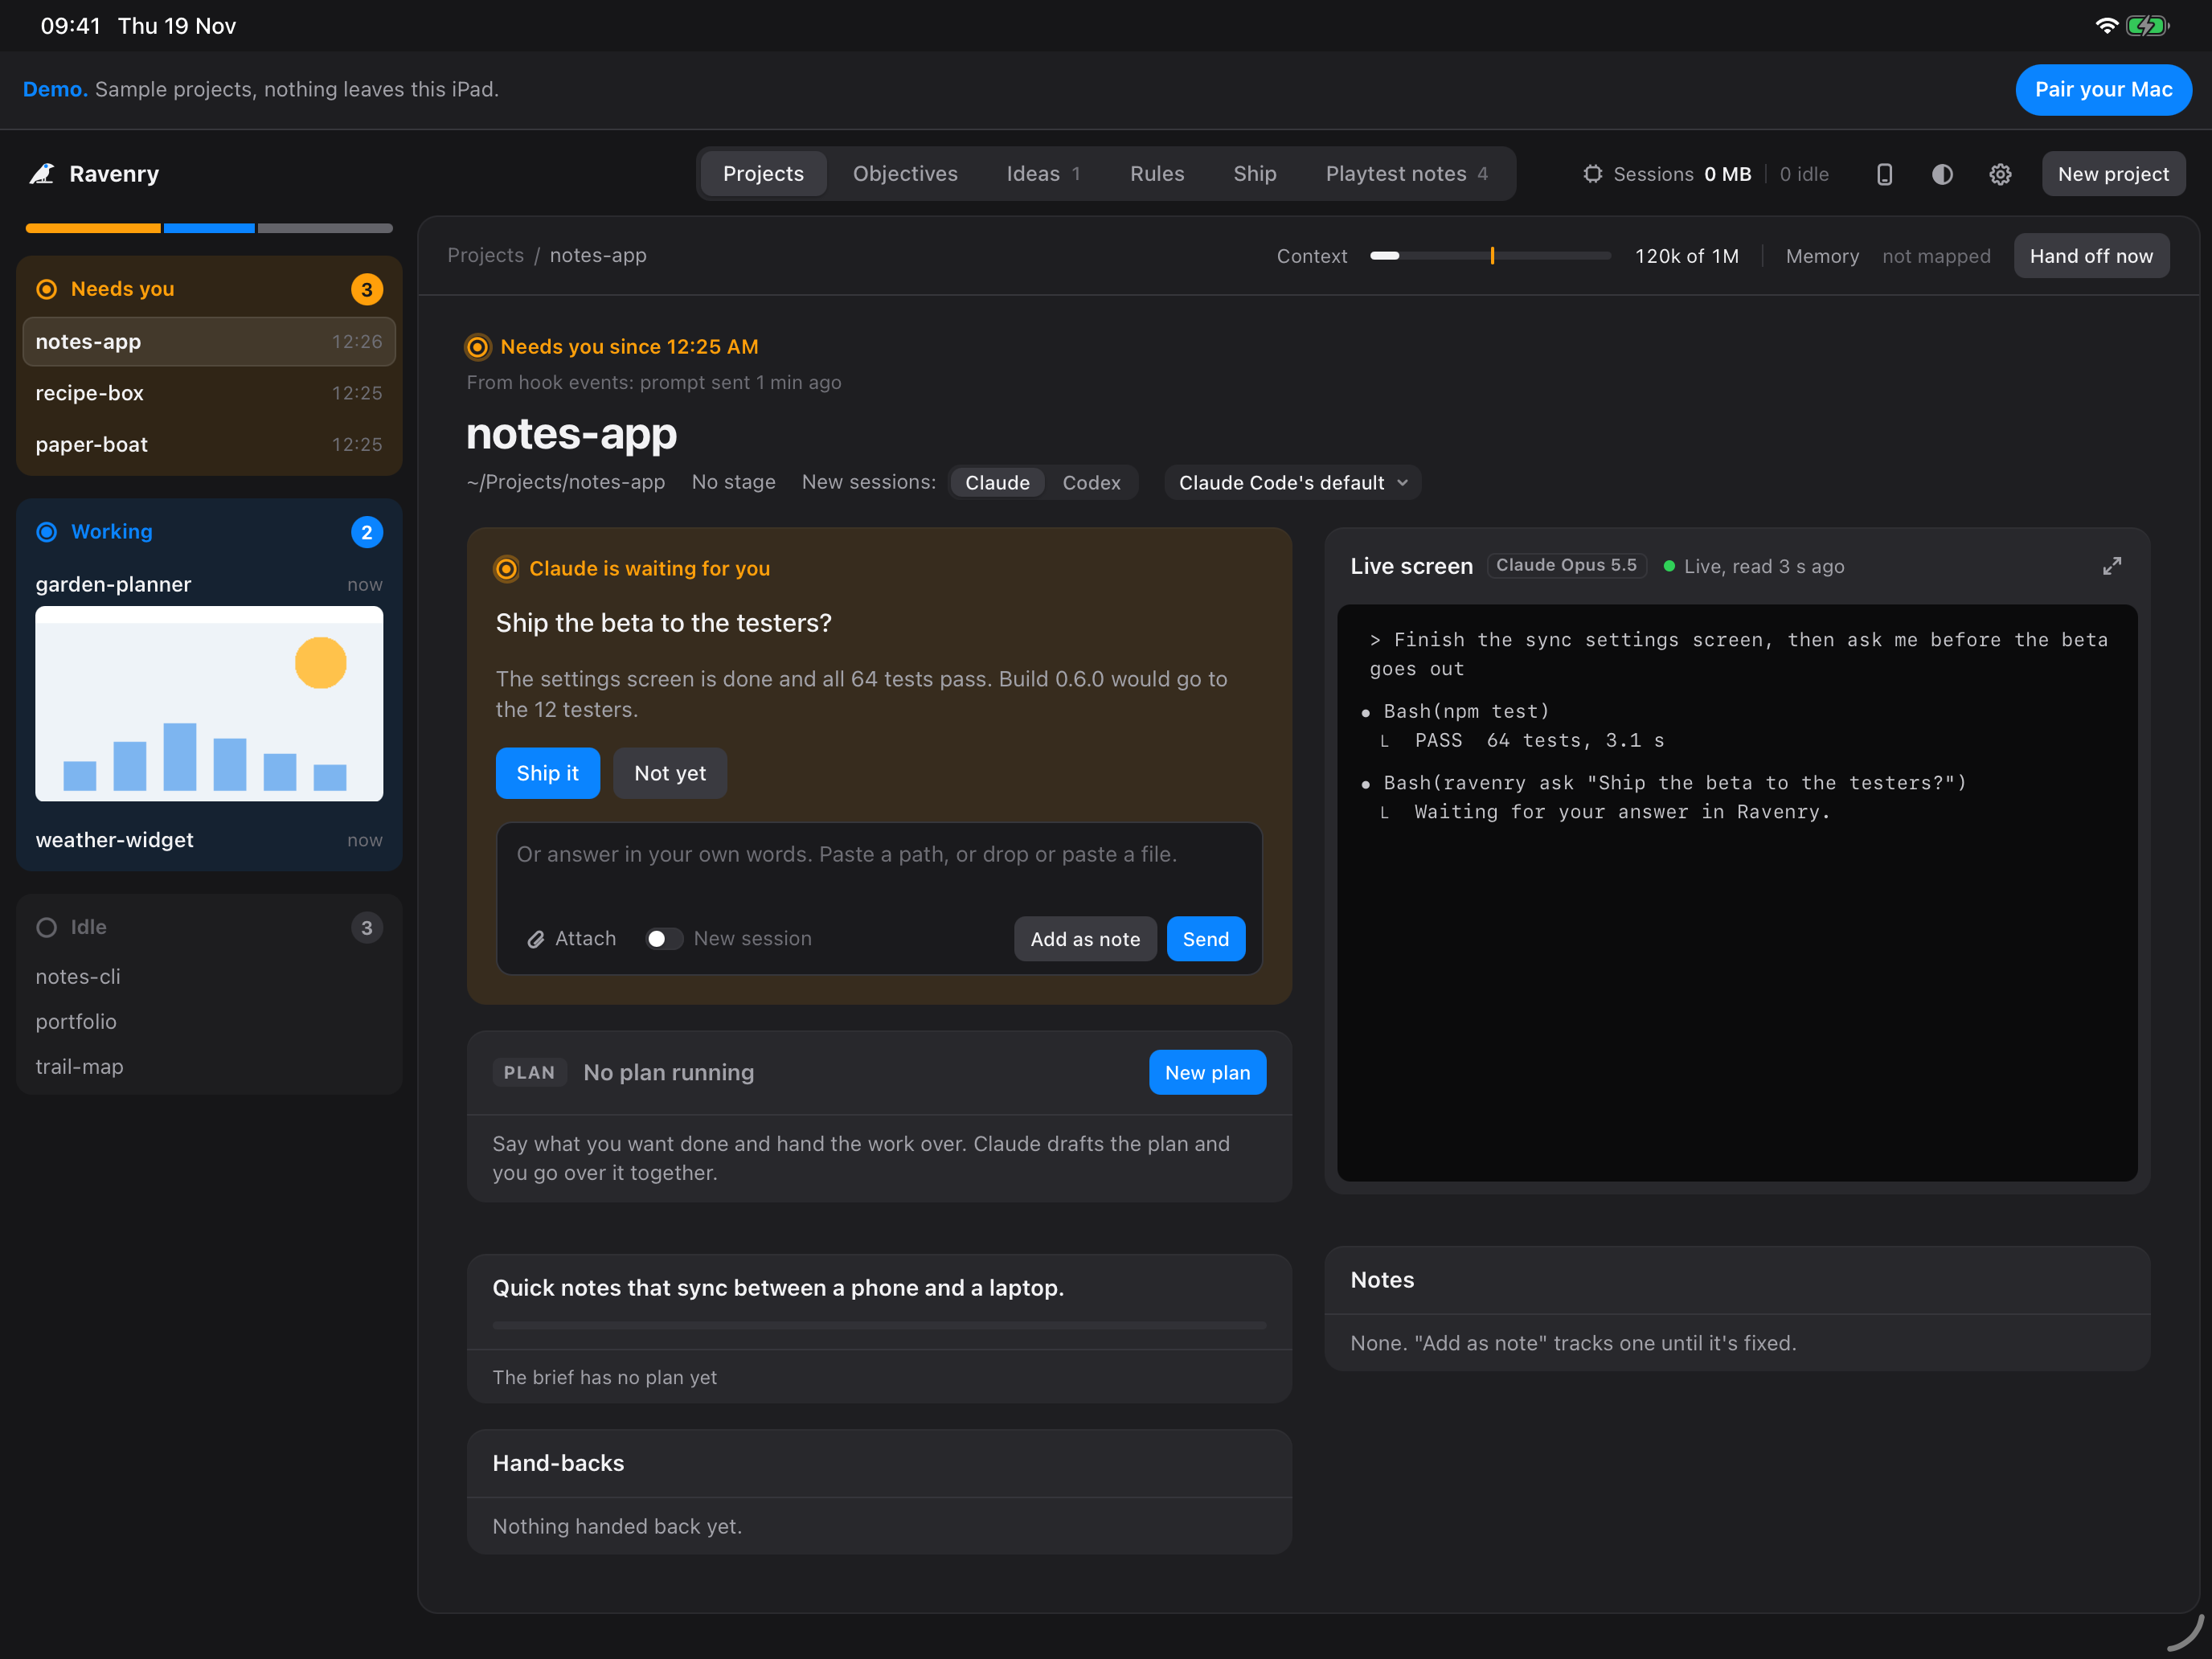 09:41 Thu 19 Nov
Demo. Sample projects, nothing leaves this iPad.
Pair your Mac
Ravenry
Projects
Objectives
Ideas 1
Rules
Ship
Playtest notes 4
Sessions 0 MB
0 idle
New project
Needs you
3
notes-app 12:26
recipe-box 12:25
paper-boat 12:25
Working
2
garden-planner now
weather-widget now
Idle
3
notes-cli
portfolio
trail-map
Projects / notes-app
Context
120k of 1M
Memory not mapped
Hand off now
Needs you since 12:25 AM
From hook events: prompt sent 1 min ago
notes-app
~/Projects/notes-app No stage New sessions: Claude Codex Claude Code's default
Claude is waiting for you
Ship the beta to the testers?
The settings screen is done and all 64 tests pass. Build 0.6.0 would go to
the 12 testers.
Ship it
Not yet
Or answer in your own words. Paste a path, or drop or paste a file.
Attach
New session
Add as note
Send
PLAN No plan running
New plan
Say what you want done and hand the work over. Claude drafts the plan and
you go over it together.
Quick notes that sync between a phone and a laptop.
The brief has no plan yet
Hand-backs
Nothing handed back yet.
Live screen Claude Opus 5.5 Live, read 3 s ago
> Finish the sync settings screen, then ask me before the beta
goes out
● Bash(npm test)
└ PASS 64 tests, 3.1 s
● Bash(ravenry ask "Ship the beta to the testers?")
└ Waiting for your answer in Ravenry.
Notes
None. "Add as note" tracks one until it's fixed.